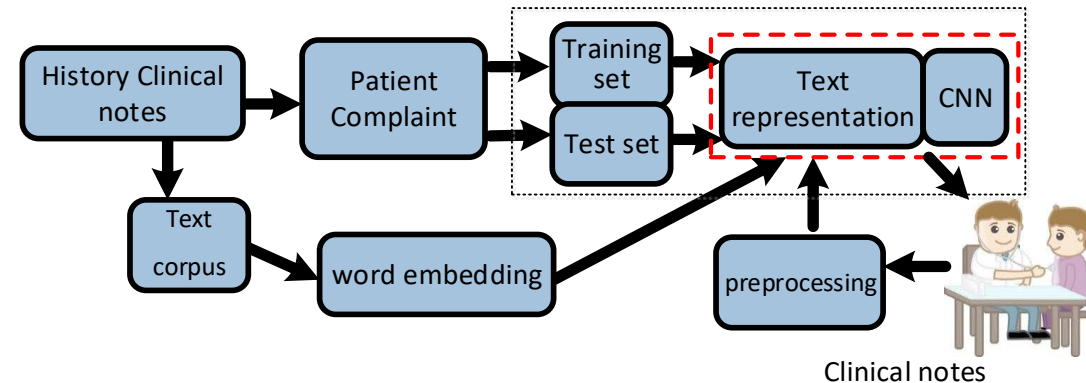 History Clinical
notes
Patient
Complaint
Training
set
Test set
Text
representation
CNN
Text
corpus
word embedding
preprocessing
Clinical notes